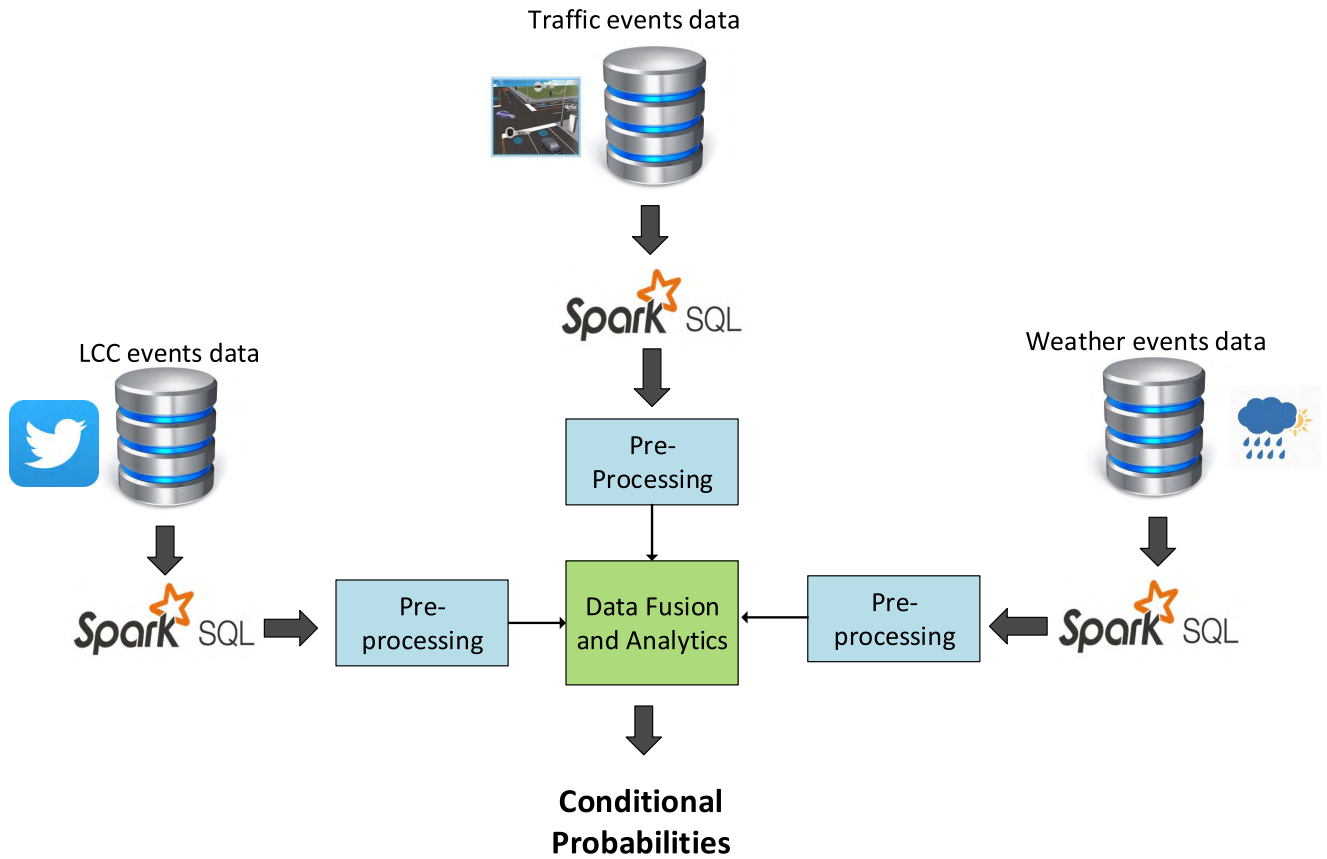 Traffic events data
Spark SQL
LCC events data
Weather events data
Pre-
Processing
Spark SQL
Pre-
processing
Data Fusion
and Analytics
Pre-
processing
Spark SQL
Conditional
Probabilities